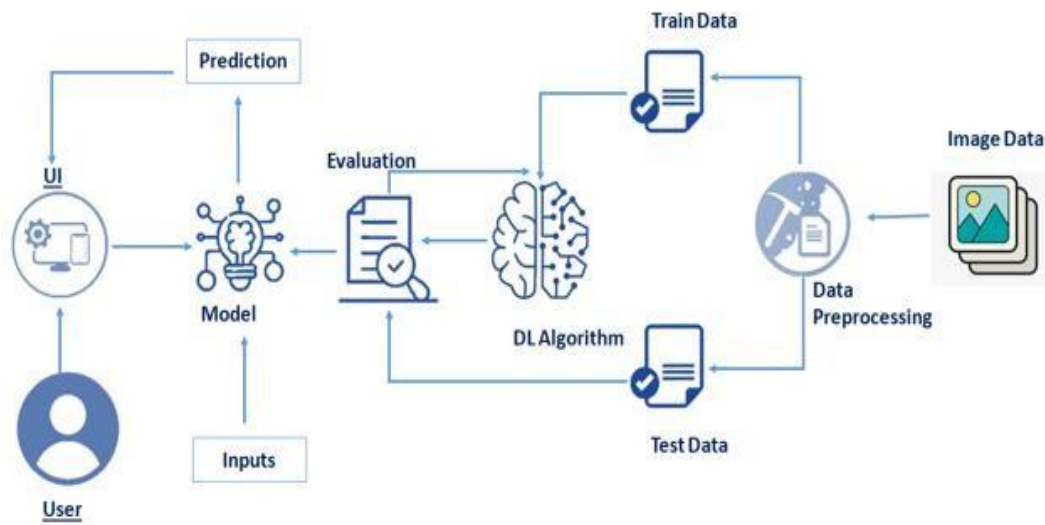 Train Data
Prediction
Image Data
Evaluation
UI
Model
Data
Preprocessing
DL Algorithm
Test Data
Inputs
User